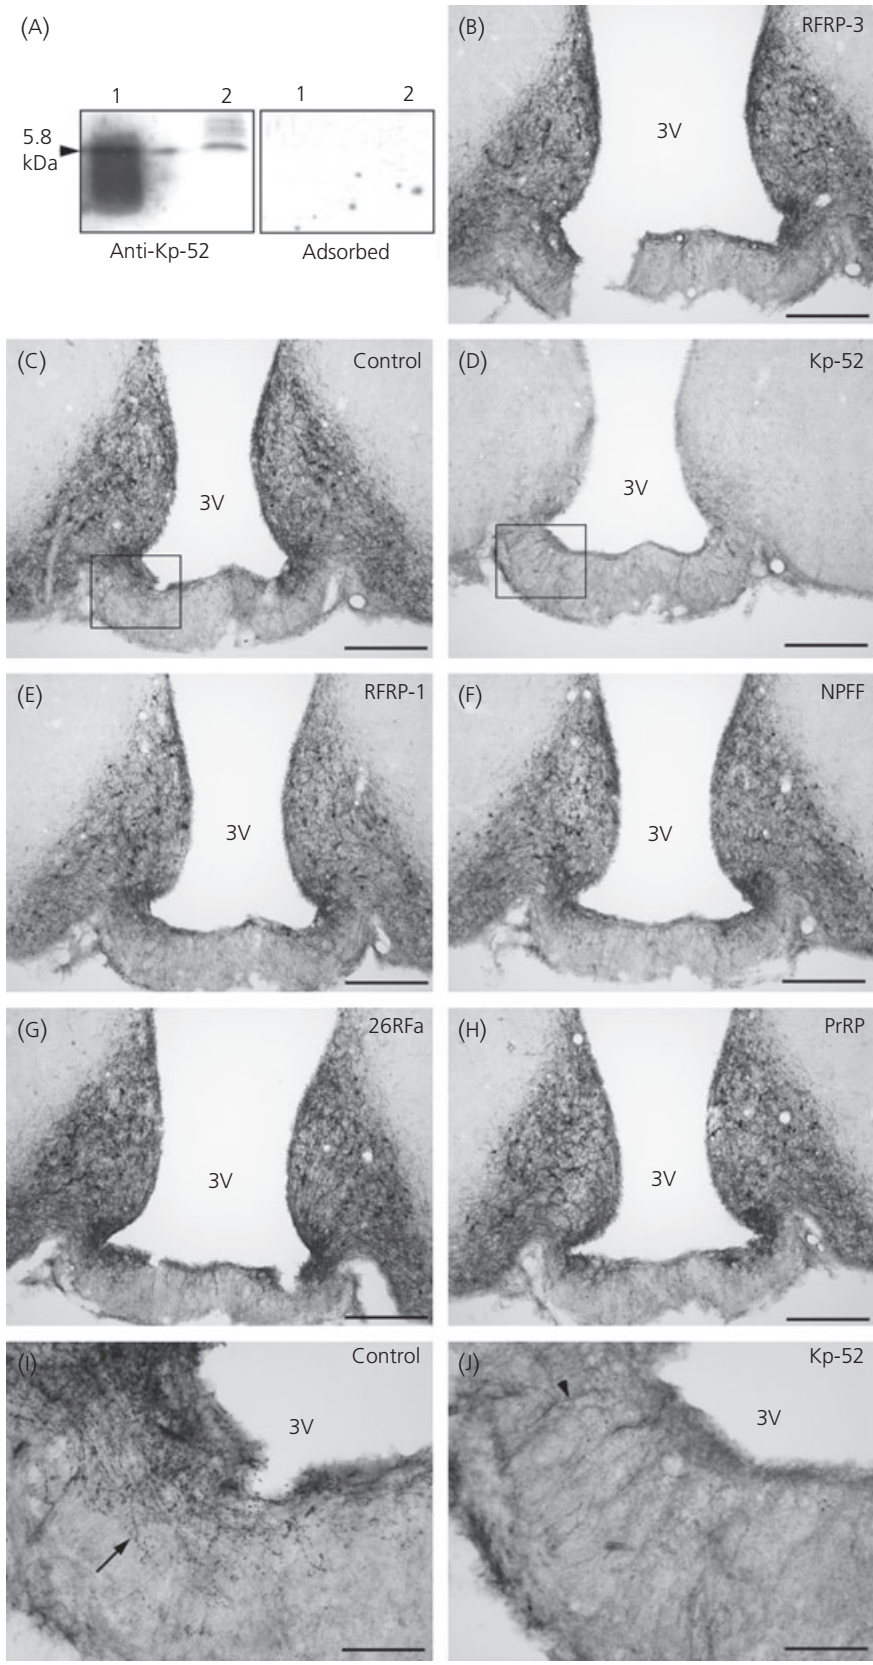 (A)
1 2 1 2
5.8
kDa
Anti-Kp-52 Adsorbed
(B) RFRP-3
3V
(C) Control
3V
(D) Kp-52
3V
(E) RFRP-1
3V
(F) NPFF
3V
(G) 26RFa
3V
(H) PrRP
3V
(I) Control
3V
(J) Kp-52
3V